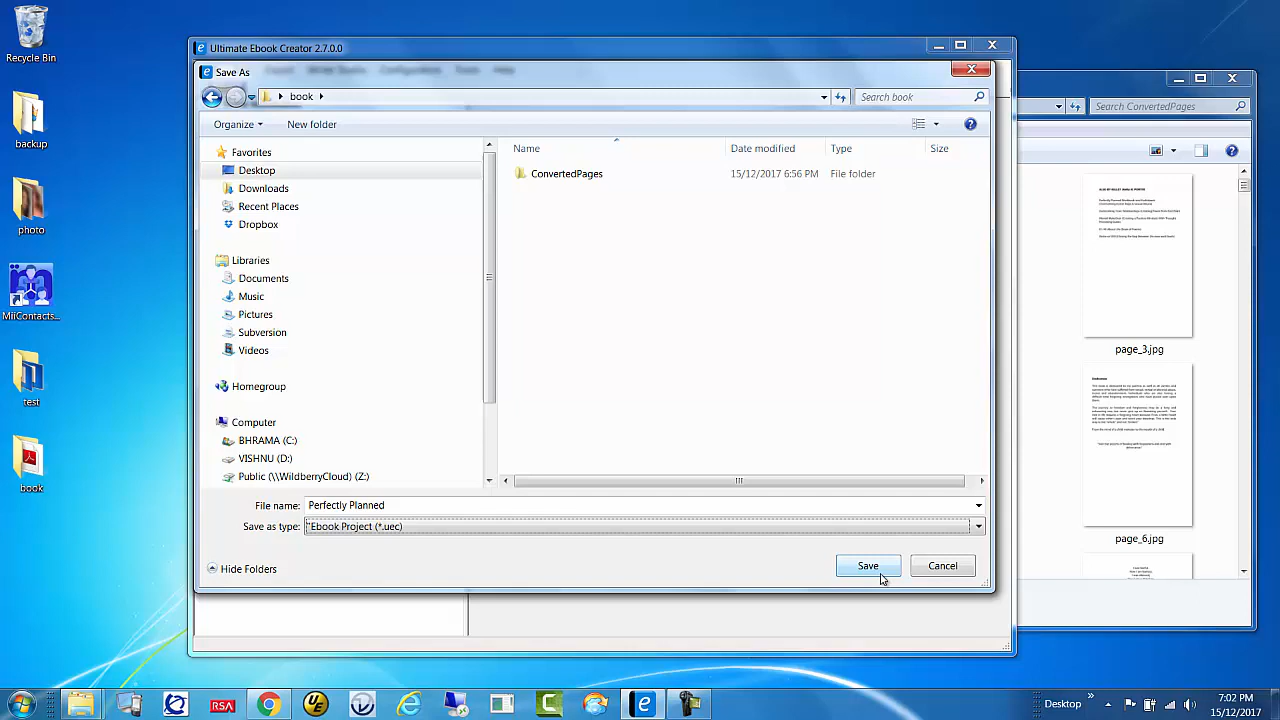 Recycle Bin
backup
photo
MiiContacts...
test
book
Ultimate Ebook Creator 2.7.0.0
Save As
book
Search book
Organize
New folder
Name
Date modified
Type
Size
ConvertedPages
15/12/2017 6:56 PM
File folder
Favorites
Desktop
Downloads
Recent Places
Dropbox
Libraries
Documents
Music
Pictures
Subversion
Videos
Homegroup
Computer
SHRAMA (C:)
VISHNU (D:)
Public (\\WildberryCloud) (Z:)
File name:
Perfectly Planned
Save as type:
"Ebook Project (*.uec)
Hide Folders
Save
Cancel
Search ConvertedPages
page_3.jpg
page_6.jpg
RSA
Desktop
7:02 PM
15/12/2017